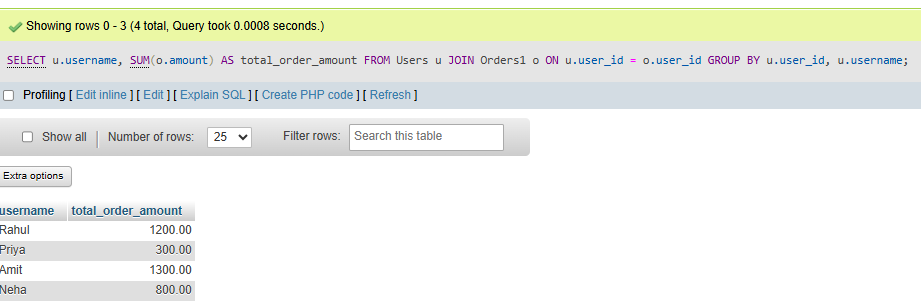 Showing rows 0 - 3 (4 total, Query took 0.0008 seconds.)
SELECT u.username, SUM(o.amount) AS total_order_amount FROM Users u JOIN Orders1 o ON u.user_id = o.user_id GROUP BY u.user_id, u.username;
Profiling [ Edit inline ] [ Edit ] [ Explain SQL ] [ Create PHP code ] [ Refresh ]
Show all Number of rows: 25 Filter rows: Search this table
Extra options
username total_order_amount
Rahul 1200.00
Priya 300.00
Amit 1300.00
Neha 800.00